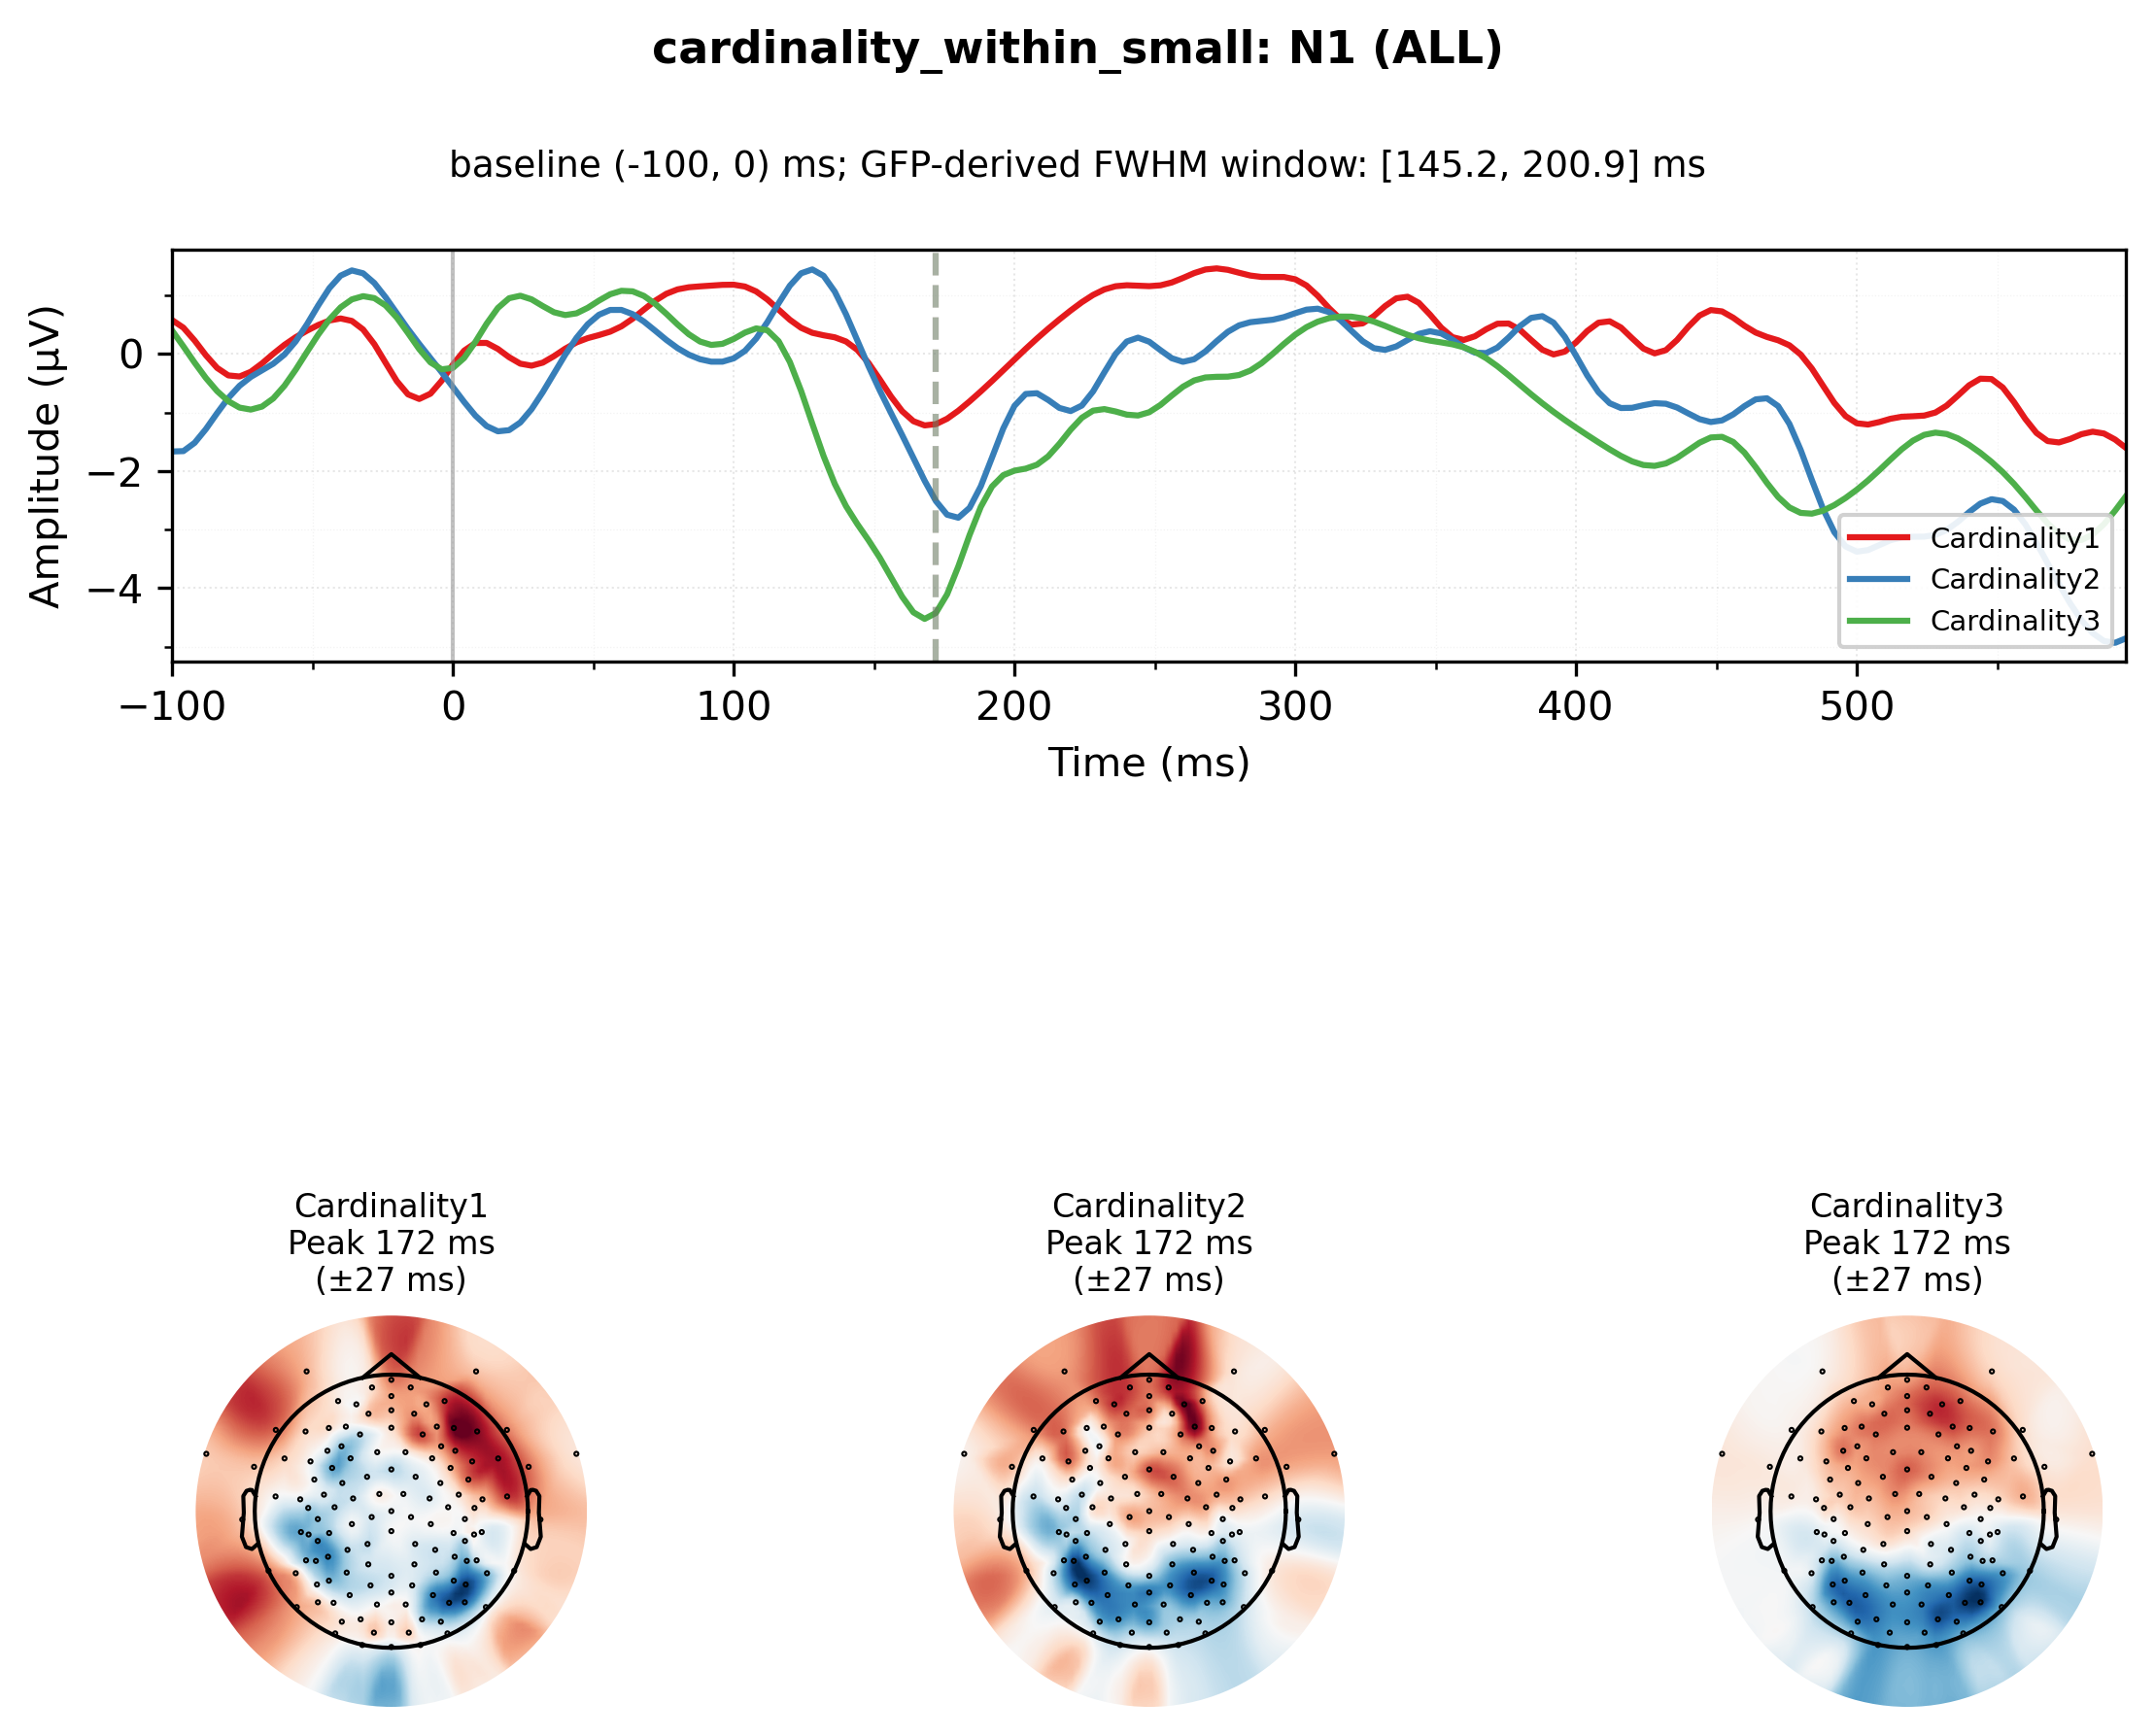 cardinality_within_small: N1 (ALL)
baseline (-100, 0) ms; GFP-derived FWHM window: [145.2, 200.9] ms
Amplitude (µV)
0
−2
−4
−100 0 100 200 300 400 500
Time (ms)
Cardinality1
Cardinality2
Cardinality3
Cardinality1
Peak 172 ms
(±27 ms)
Cardinality2
Peak 172 ms
(±27 ms)
Cardinality3
Peak 172 ms
(±27 ms)